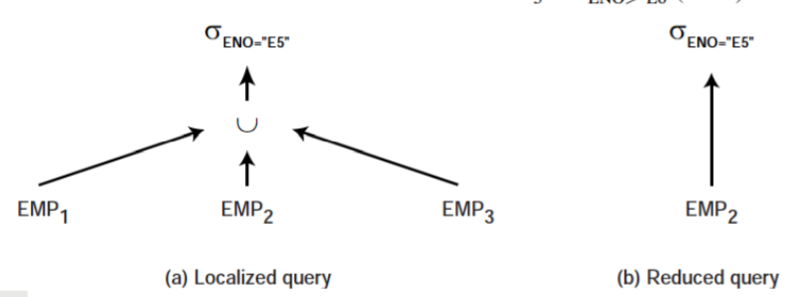 σENO="E5" σENO="E5"
∪
EMP1 EMP2 EMP3 EMP2
(a) Localized query (b) Reduced query